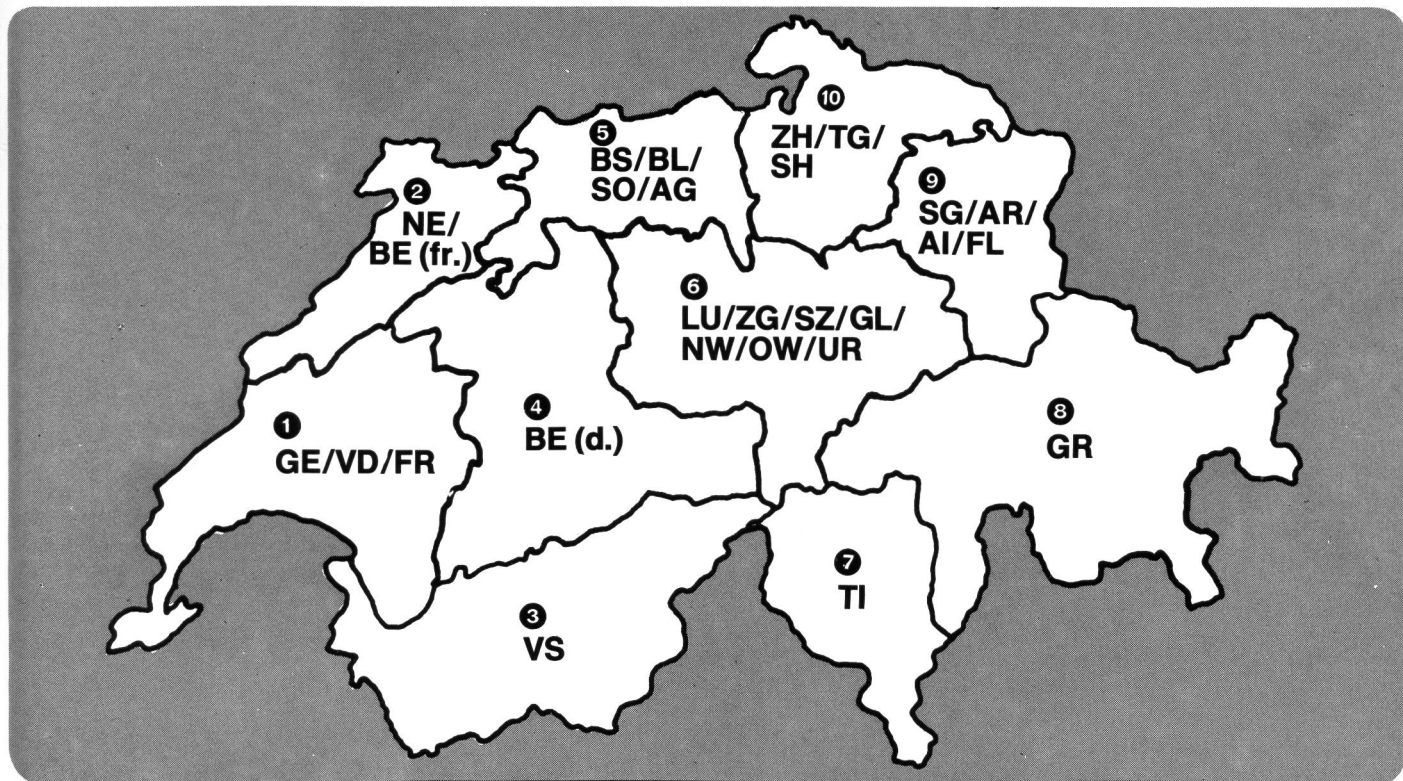 10
ZH/TG/
SH
5
BS/BL/
SO/AG
2
NE/
BE (fr.)
9
SG/AR/
AI/FL
6
LU/ZG/SZ/GL/
NW/OW/UR
1
GE/VD/FR
4
BE (d.)
8
GR
7
TI
3
VS